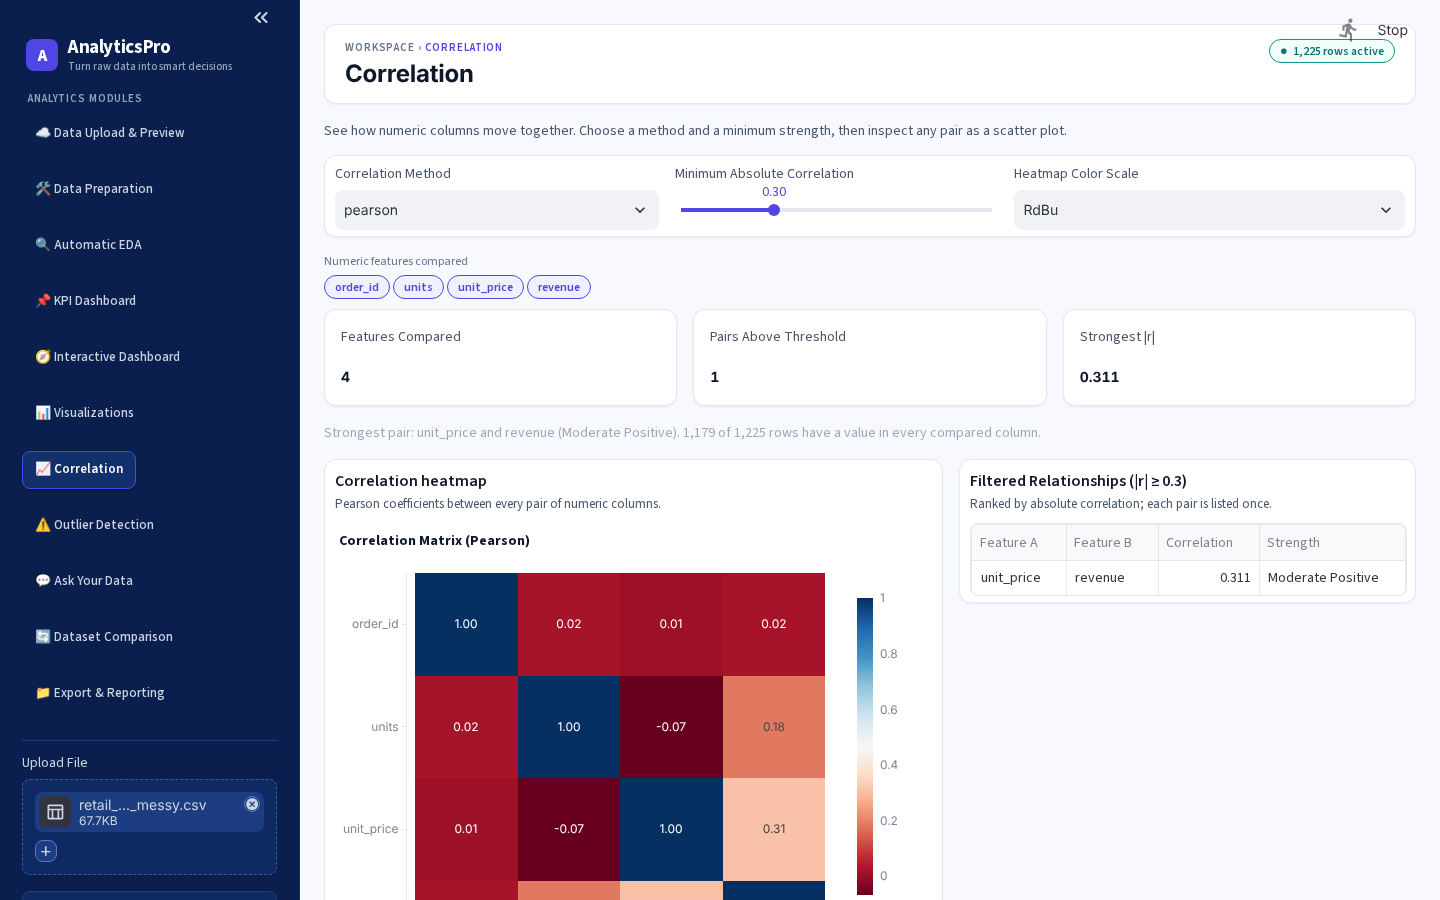 AnalyticsPro
A
Turn raw data into smart decisions
ANALYTICS MODULES
Data Upload & Preview
Data Preparation
Automatic EDA
KPI Dashboard
Interactive Dashboard
Visualizations
Correlation
Outlier Detection
Ask Your Data
Dataset Comparison
Export & Reporting
Upload File
retail_..._messy.csv
67.7KB
Stop
WORKSPACE › CORRELATION
1,225 rows active
Correlation
See how numeric columns move together. Choose a method and a minimum strength, then inspect any pair as a scatter plot.
Correlation Method
pearson
Minimum Absolute Correlation
0.30
Heatmap Color Scale
RdBu
Numeric features compared
order_id units unit_price revenue
Features Compared
4
Pairs Above Threshold
1
Strongest |r|
0.311
Strongest pair: unit_price and revenue (Moderate Positive). 1,179 of 1,225 rows have a value in every compared column.
Correlation heatmap
Pearson coefficients between every pair of numeric columns.
Correlation Matrix (Pearson)
order_id 1.00 0.02 0.01 0.02
units 0.02 1.00 -0.07 0.18
unit_price 0.01 -0.07 1.00 0.31
1
0.8
0.6
0.4
0.2
0
Filtered Relationships (|r| ≥ 0.3)
Ranked by absolute correlation; each pair is listed once.
Feature A Feature B Correlation Strength
unit_price revenue 0.311 Moderate Positive